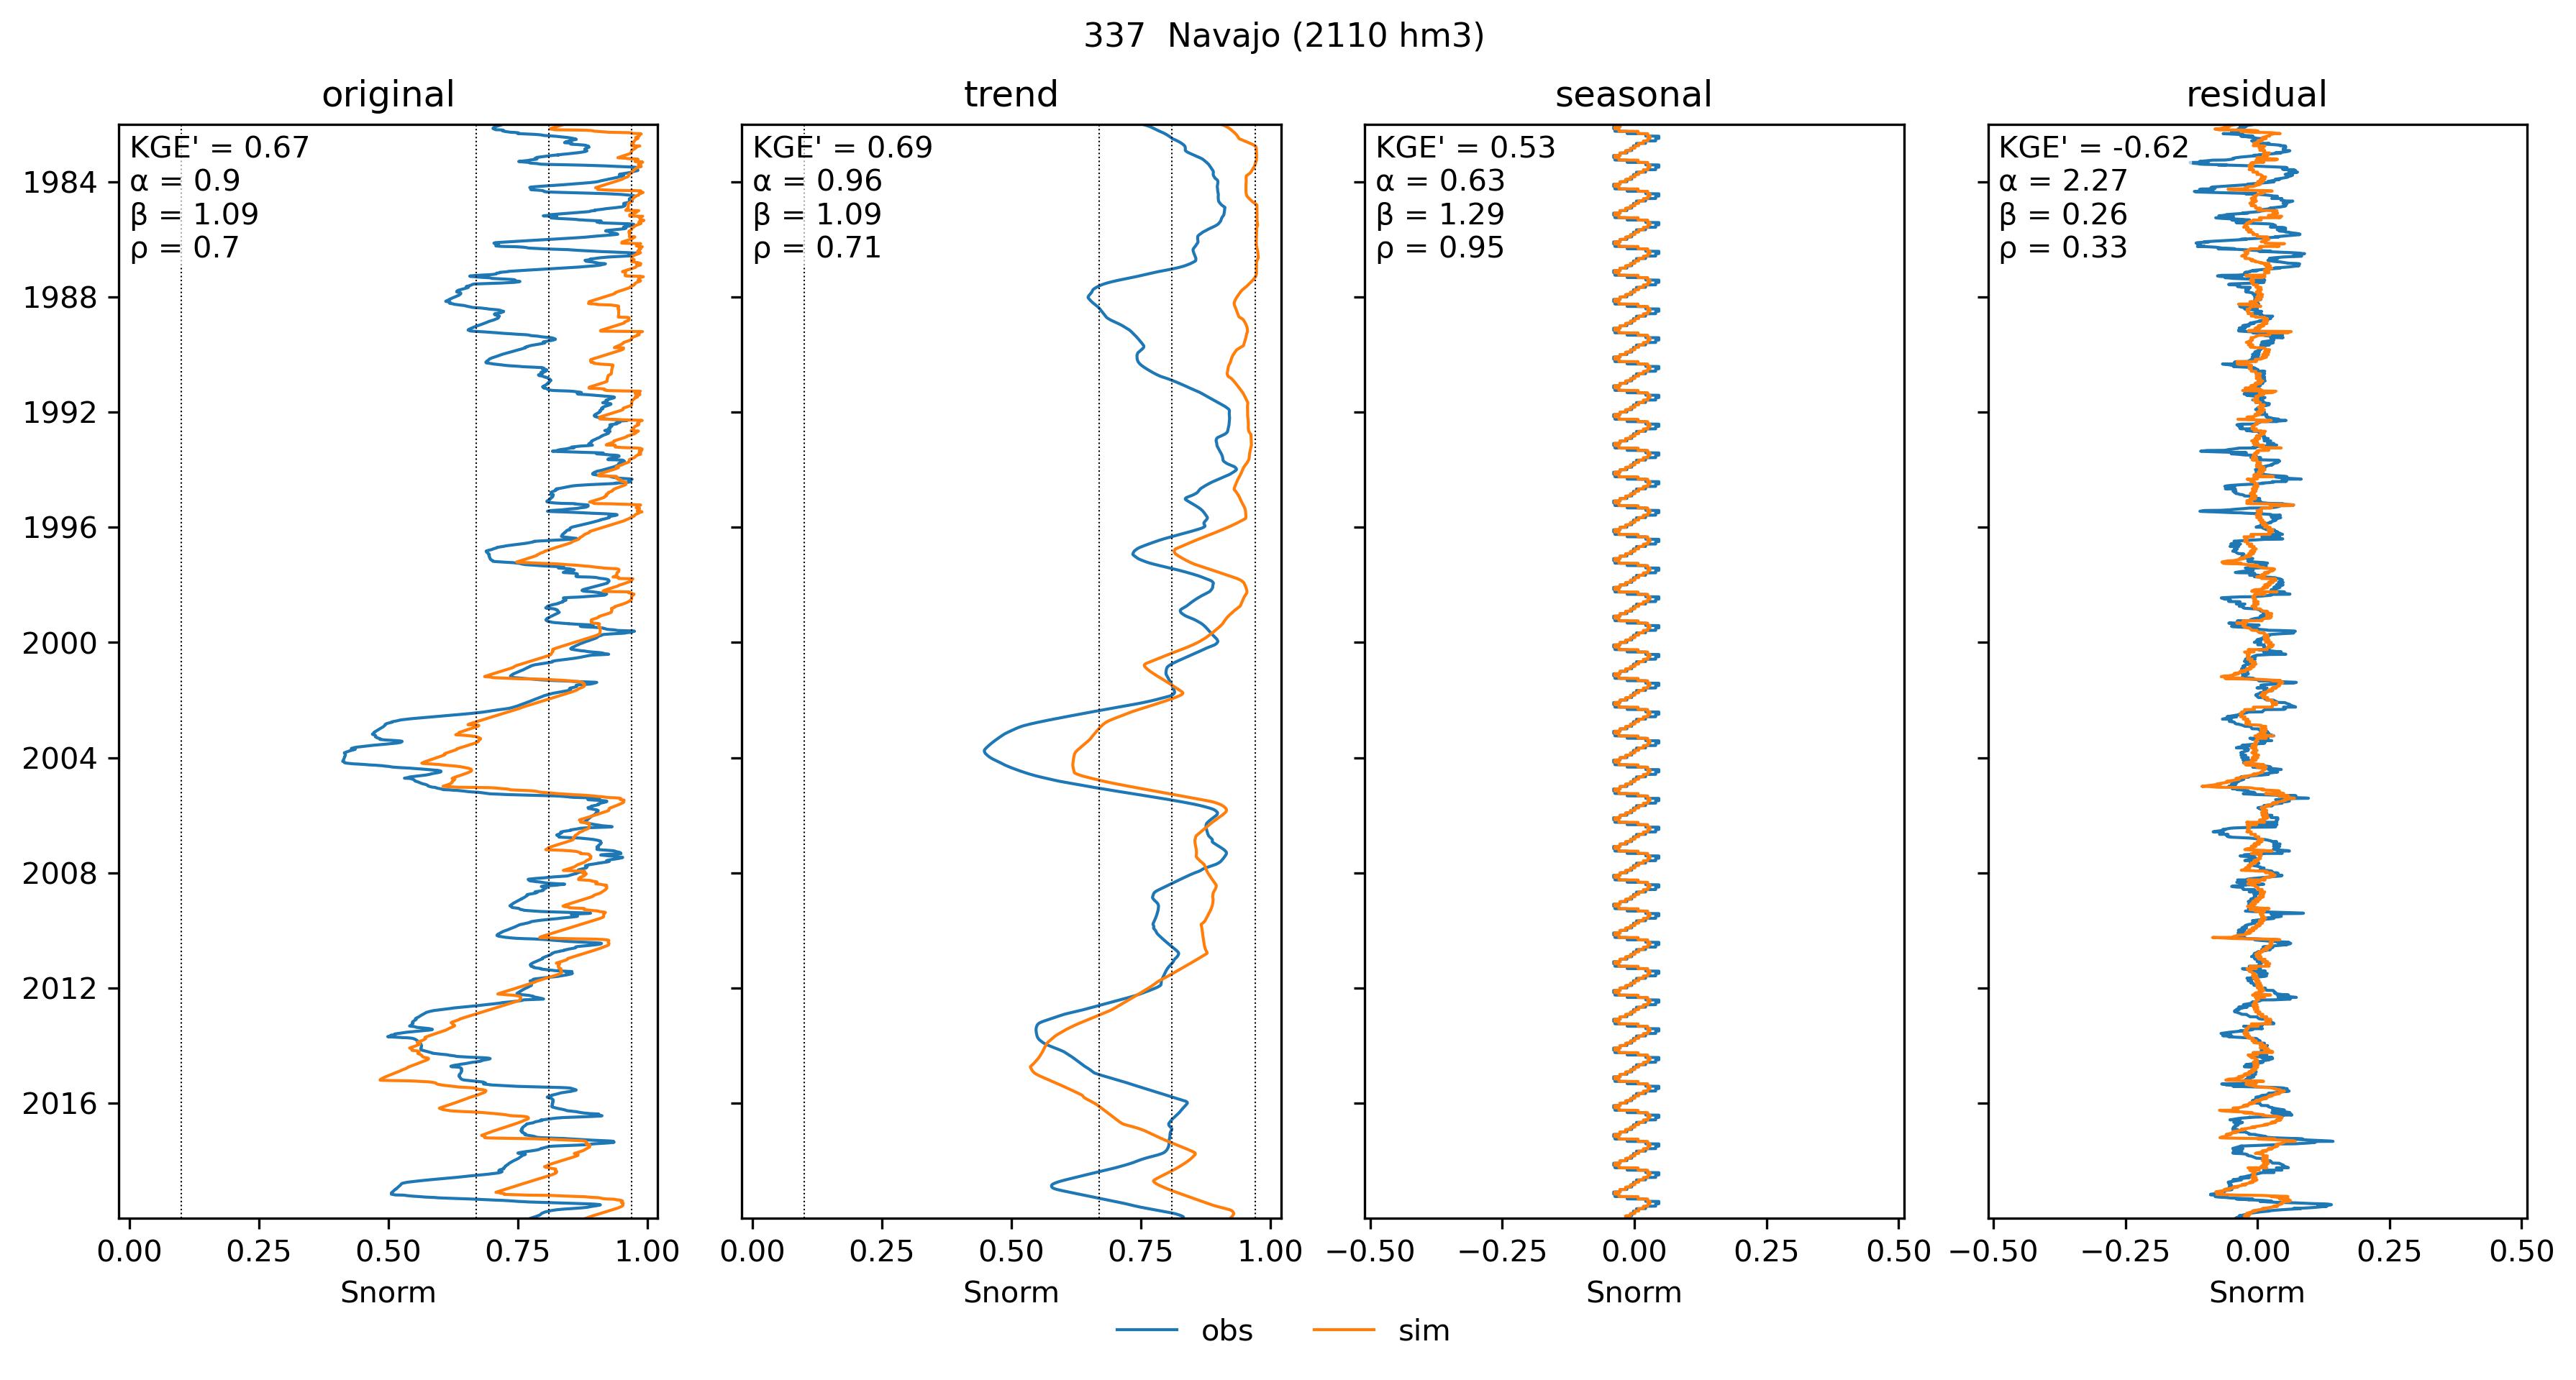 337  Navajo (2110 hm3)
original
trend
seasonal
residual
KGE' = 0.67
α = 0.9
β = 1.09
ρ = 0.7
KGE' = 0.69
α = 0.96
β = 1.09
ρ = 0.71
KGE' = 0.53
α = 0.63
β = 1.29
ρ = 0.95
KGE' = -0.62
α = 2.27
β = 0.26
ρ = 0.33
1984
1988
1992
1996
2000
2004
2008
2012
2016
0.00 0.25 0.50 0.75 1.00
0.00 0.25 0.50 0.75 1.00
−0.50 −0.25 0.00 0.25 0.50
−0.50 −0.25 0.00 0.25 0.50
Snorm
Snorm
Snorm
Snorm
obs
sim